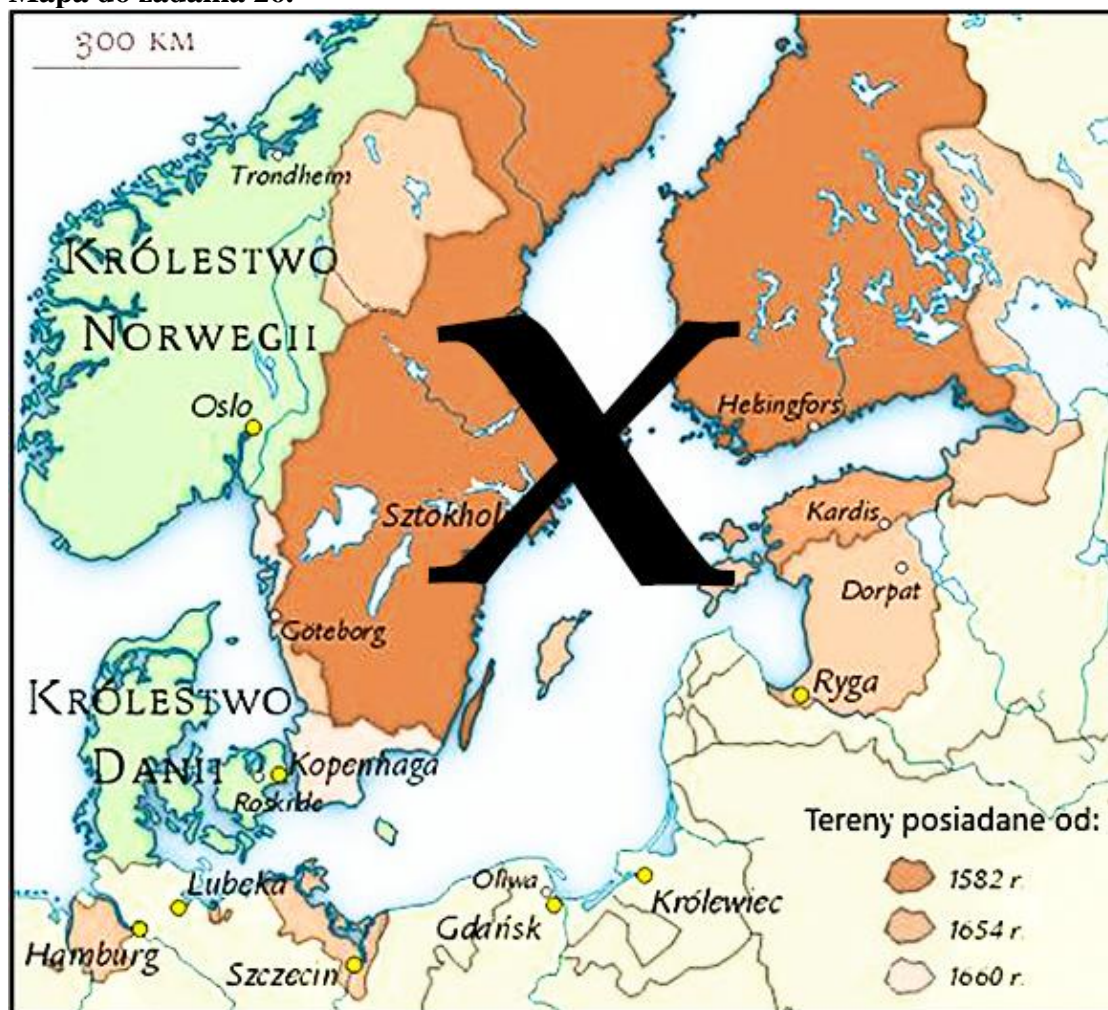 Mapa do zadania 20.
300 KM
Trondheim
KRÓLESTWO
NORWEGII
Oslo
Helsingfors
X
Sztokhol
Kardis
Dorpat
Göteborg
Ryga
KRÓLESTWO
DANII
Kopenhaga
Roskilde
Tereny posiadane od:
1582 r.
1654 r.
1660 r.
Lubeka
Oliwa
Gdańsk
Królewiec
Hamburg
Szczecin